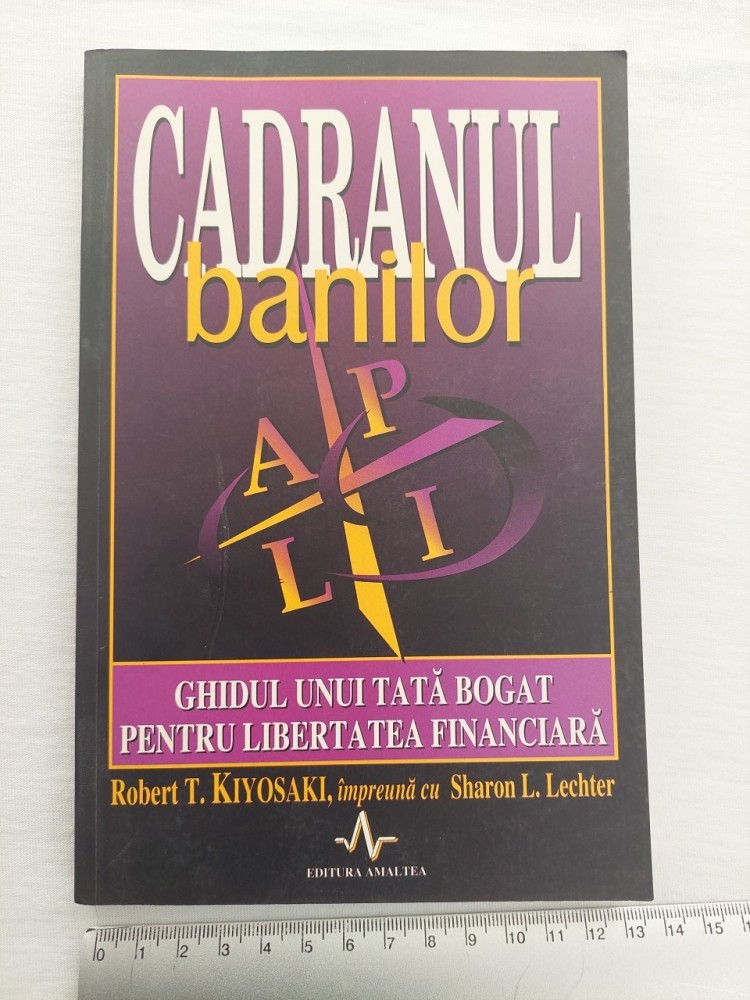 CADRANUL
banilor
A P
L I
GHIDUL UNUI TATĂ BOGAT
PENTRU LIBERTATEA FINANCIARĂ
Robert T. KIYOSAKI, împreună cu Sharon L. Lechter
EDITURA AMALTEA
0 1 2 3 4 5 6 7 8 9 10 11 12 13 14 15